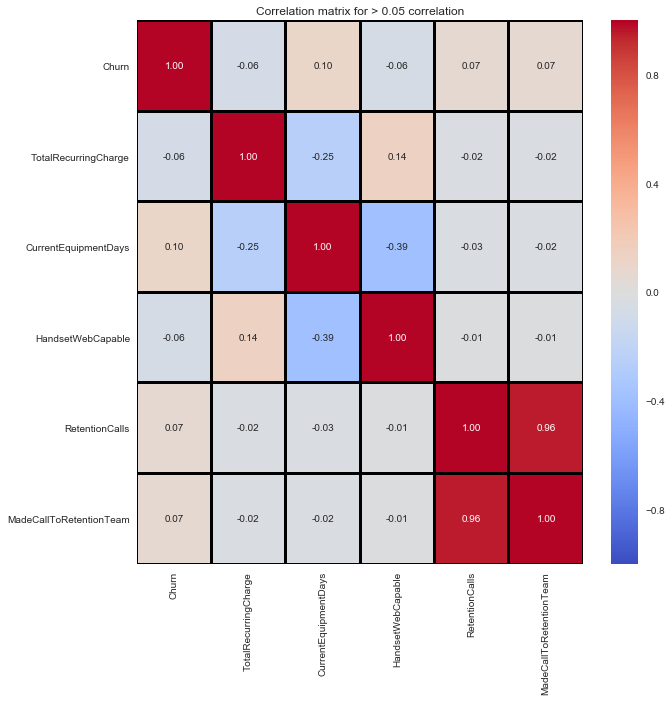 Correlation matrix for > 0.05 correlation
Churn 1.00 -0.06 0.10 -0.06 0.07 0.07
TotalRecurringCharge -0.06 1.00 -0.25 0.14 -0.02 -0.02
CurrentEquipmentDays 0.10 -0.25 1.00 -0.39 -0.03 -0.02
HandsetWebCapable -0.06 0.14 -0.39 1.00 -0.01 -0.01
RetentionCalls 0.07 -0.02 -0.03 -0.01 1.00 0.96
MadeCallToRetentionTeam 0.07 -0.02 -0.02 -0.01 0.96 1.00
Churn
TotalRecurringCharge
CurrentEquipmentDays
HandsetWebCapable
RetentionCalls
MadeCallToRetentionTeam
0.8
0.4
0.0
−0.4
−0.8